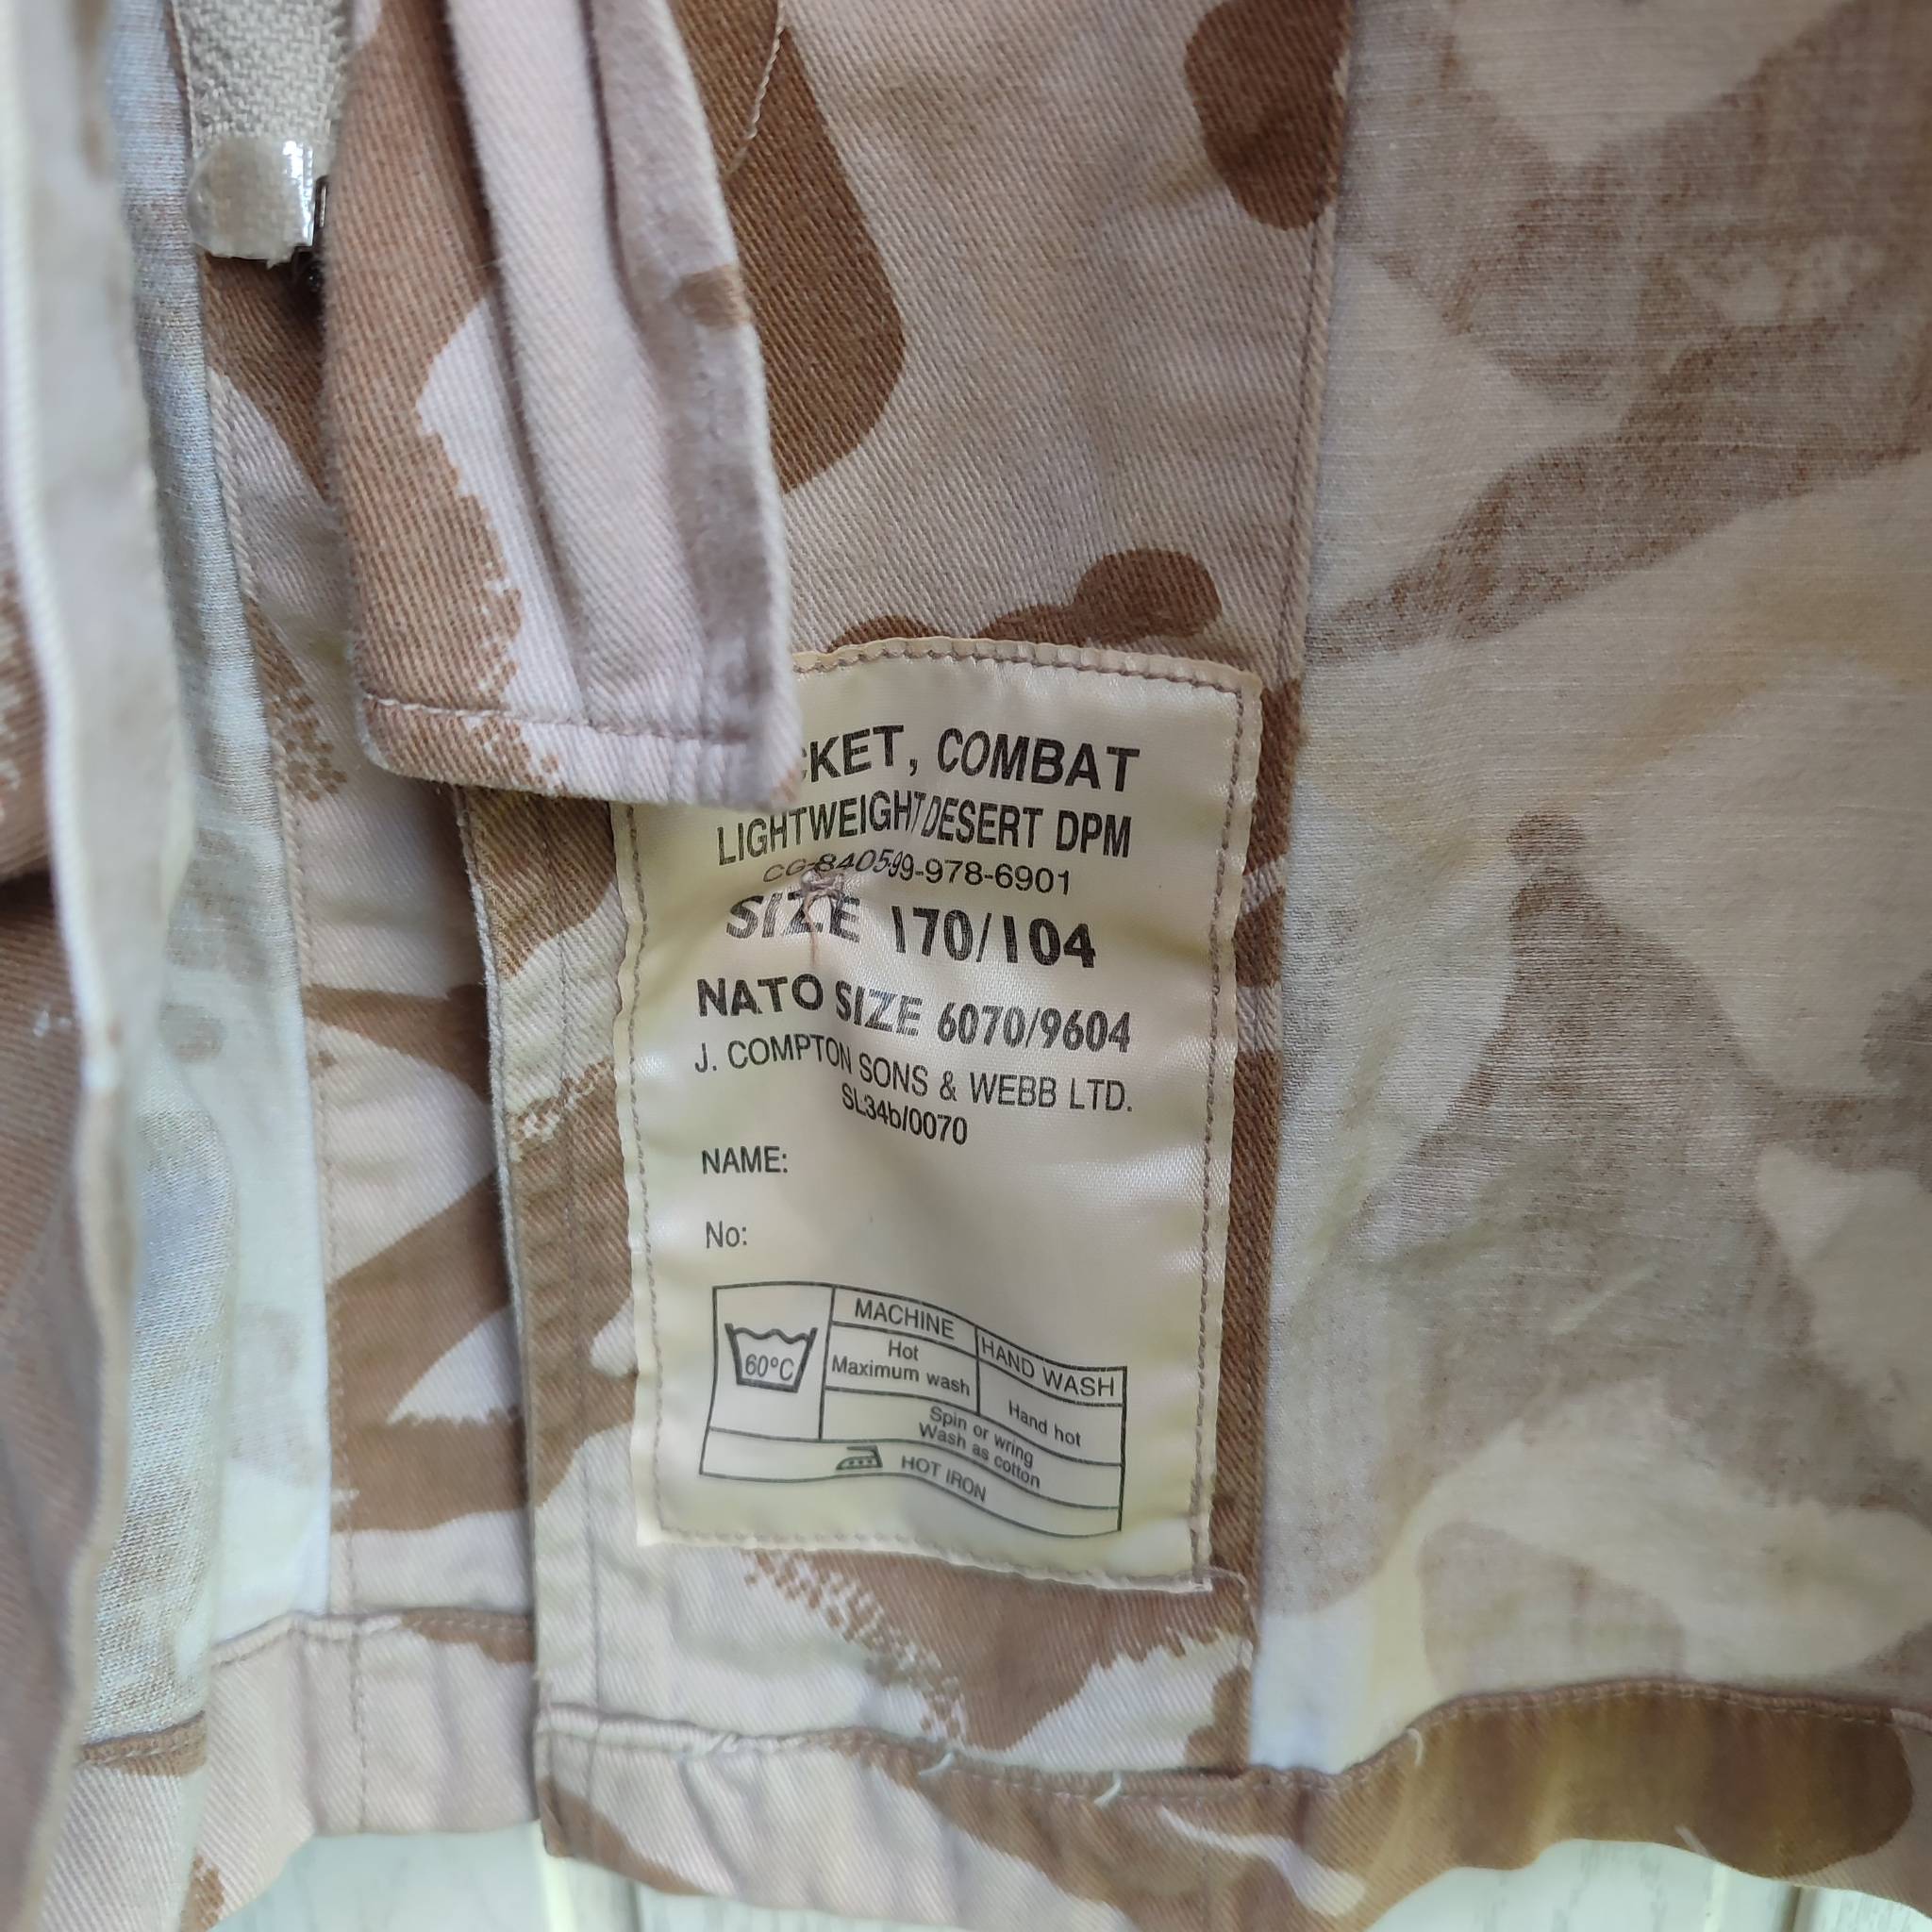 CKET, COMBAT
LIGHTWEIGHT DESERT DPM
CG-8405-99-978-6901
SIZE 170/104
NATO SIZE 6070/9604
J. COMPTON SONS & WEBB LTD.
SL34b/0070
NAME:
No:
60°C
MACHINE
HAND WASH
Hot
Maximum wash
Hand hot
Spin or wring
Wash as cotton
HOT IRON